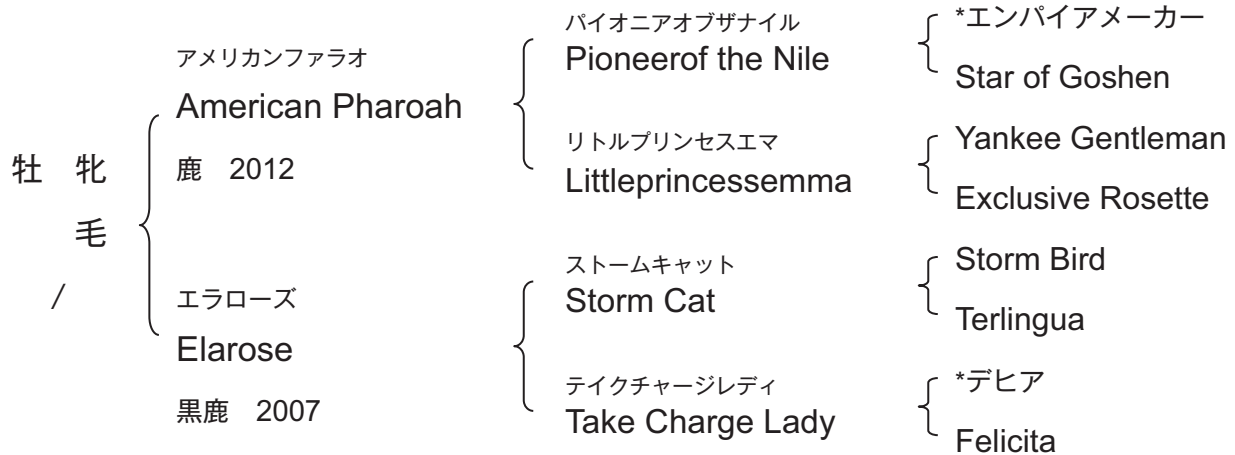 牡 牝
毛
/
アメリカンファラオ
American Pharoah
鹿 2012
エラローズ
Elarose
黒鹿 2007
パイオニアオブザナイル
Pioneerof the Nile
リトルプリンセスエマ
Littleprincessemma
ストームキャット
Storm Cat
テイクチャージレディ
Take Charge Lady
*エンパイアメーカー
Star of Goshen
Yankee Gentleman
Exclusive Rosette
Storm Bird
Terlingua
*デヒア
Felicita